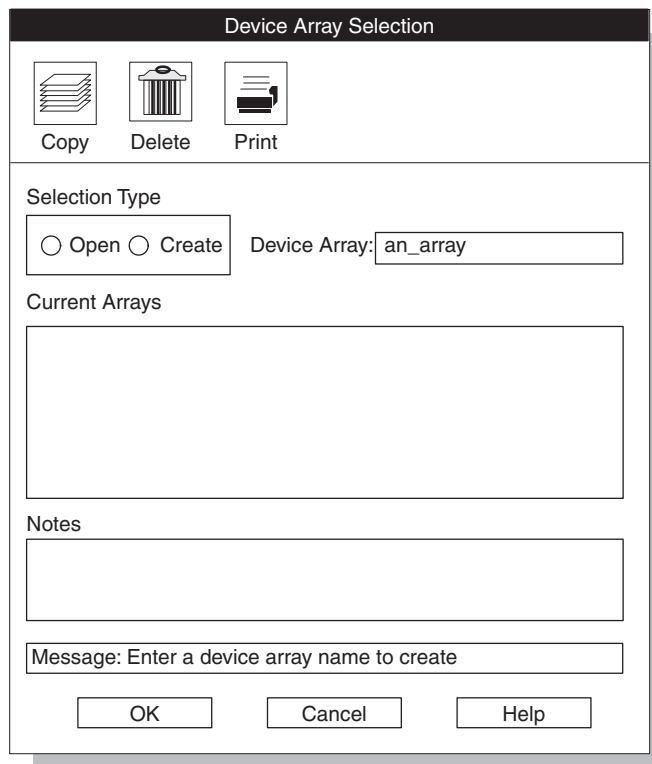 Device Array Selection
Copy Delete Print
Selection Type
Open Create Device Array: an_array
Current Arrays
Notes
Message: Enter a device array name to create
OK Cancel Help